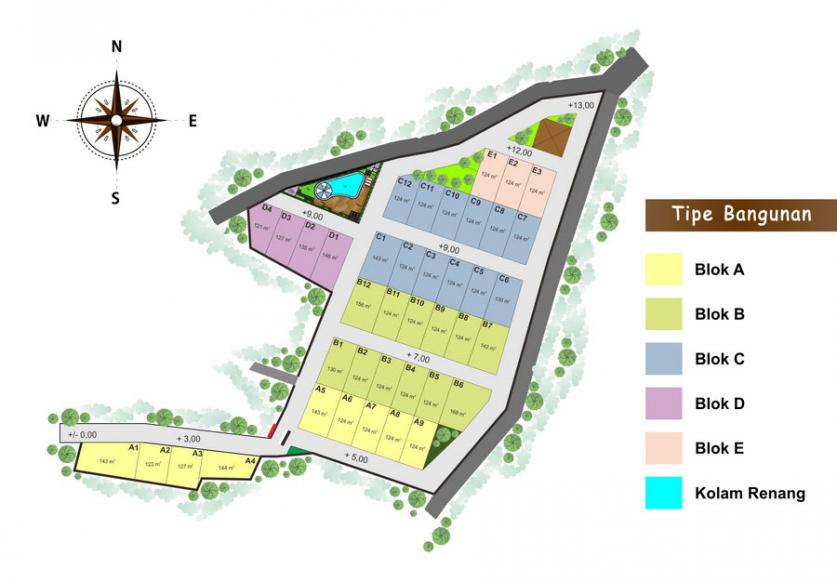 N
W
E
S
+13,00
+12,00
E1
E2
E3
124 m²
124 m²
124 m²
C12
C11
C10
C9
C8
C7
124 m²
124 m²
124 m²
124 m²
124 m²
124 m²
+9,00
D4
D3
D2
D1
121 m²
127 m²
135 m²
146 m²
+9,00
C1
C2
C3
C4
C5
C6
143 m²
124 m²
124 m²
124 m²
124 m²
130 m²
B12
B11
B10
B9
B8
B7
156 m²
124 m²
124 m²
124 m²
124 m²
142 m²
+ 7,00
B1
B2
B3
B4
B5
B6
130 m²
124 m²
124 m²
124 m²
124 m²
168 m²
A5
A6
A7
A8
A9
143 m²
124 m²
124 m²
124 m²
124 m²
+ 5,00
+/- 0,00
+ 3,00
A1
A2
A3
A4
143 m²
123 m²
127 m²
144 m²
Tipe Bangunan
Blok A
Blok B
Blok C
Blok D
Blok E
Kolam Renang